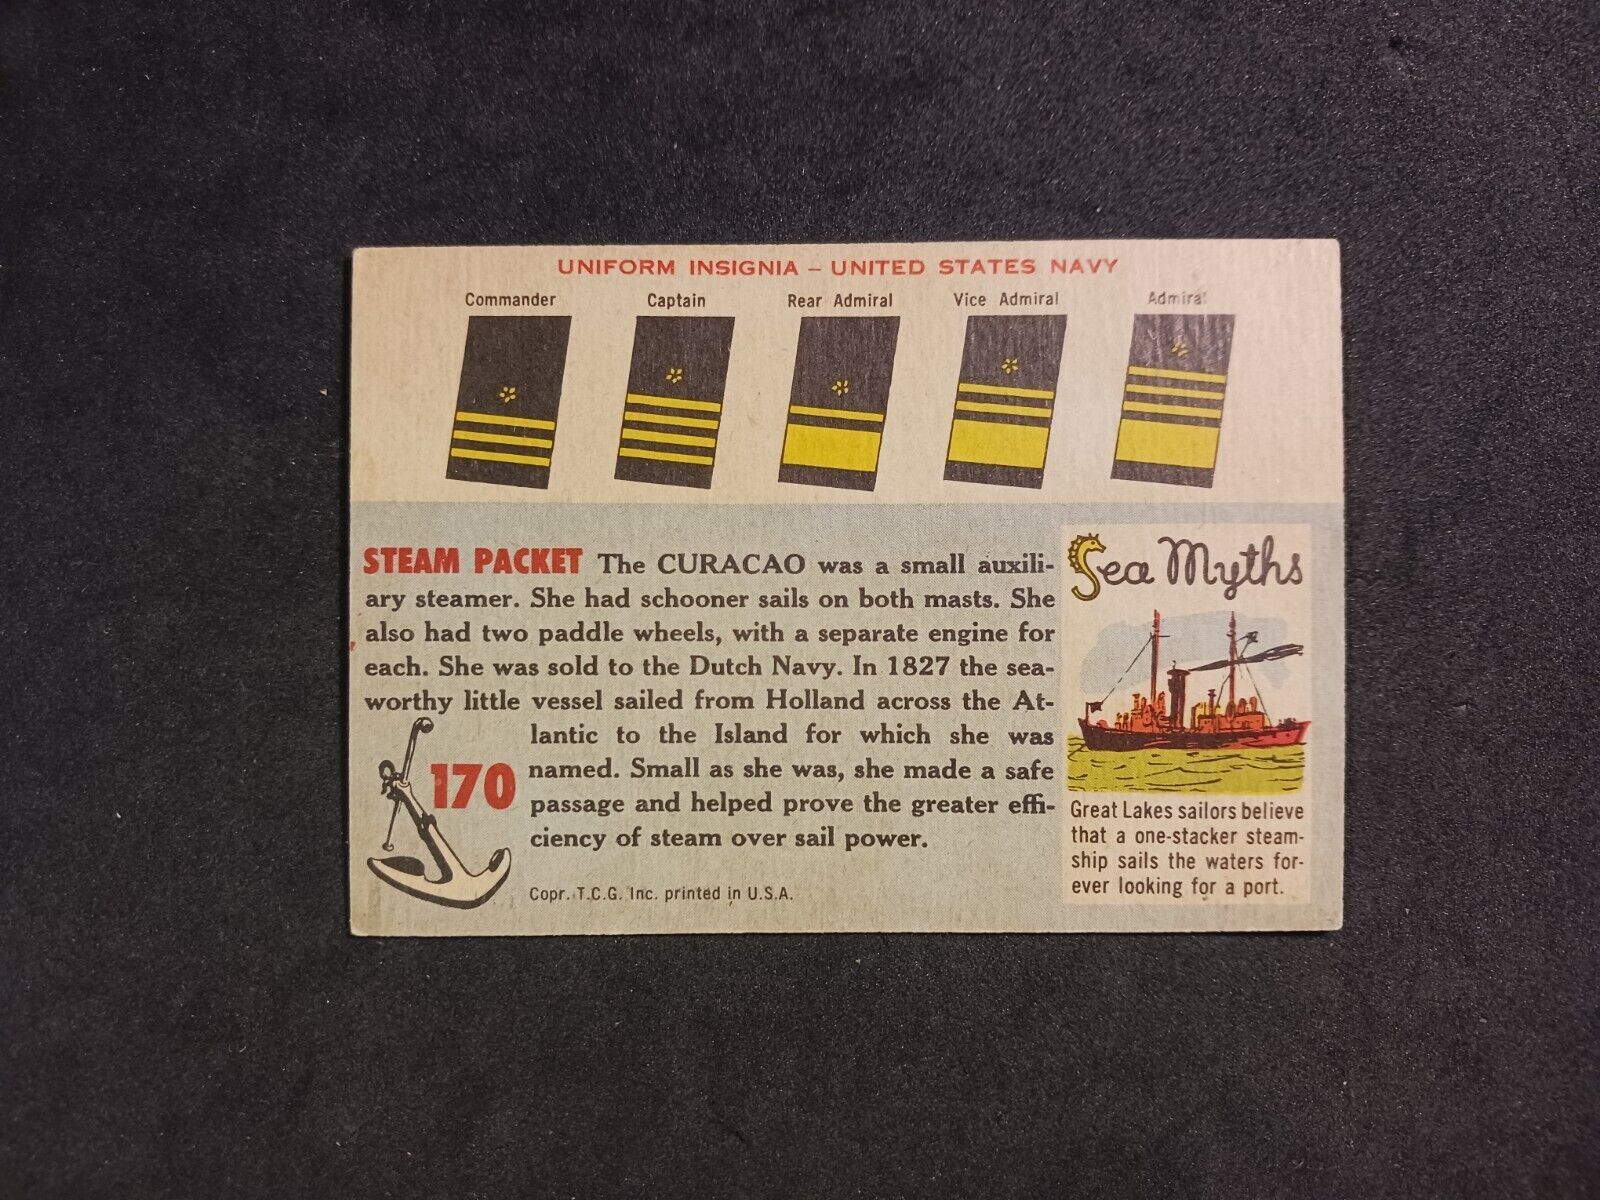 UNIFORM INSIGNIA – UNITED STATES NAVY
Commander Captain Rear Admiral Vice Admiral Admiral
STEAM PACKET The CURACAO was a small auxili-
ary steamer. She had schooner sails on both masts. She
also had two paddle wheels, with a separate engine for
each. She was sold to the Dutch Navy. In 1827 the sea-
worthy little vessel sailed from Holland across the At-
lantic to the Island for which she was
named. Small as she was, she made a safe
passage and helped prove the greater effi-
ciency of steam over sail power.
170
Copr. T.C.G. Inc. printed in U.S.A.
Sea Myths
Great Lakes sailors believe
that a one-stacker steam-
ship sails the waters for-
ever looking for a port.